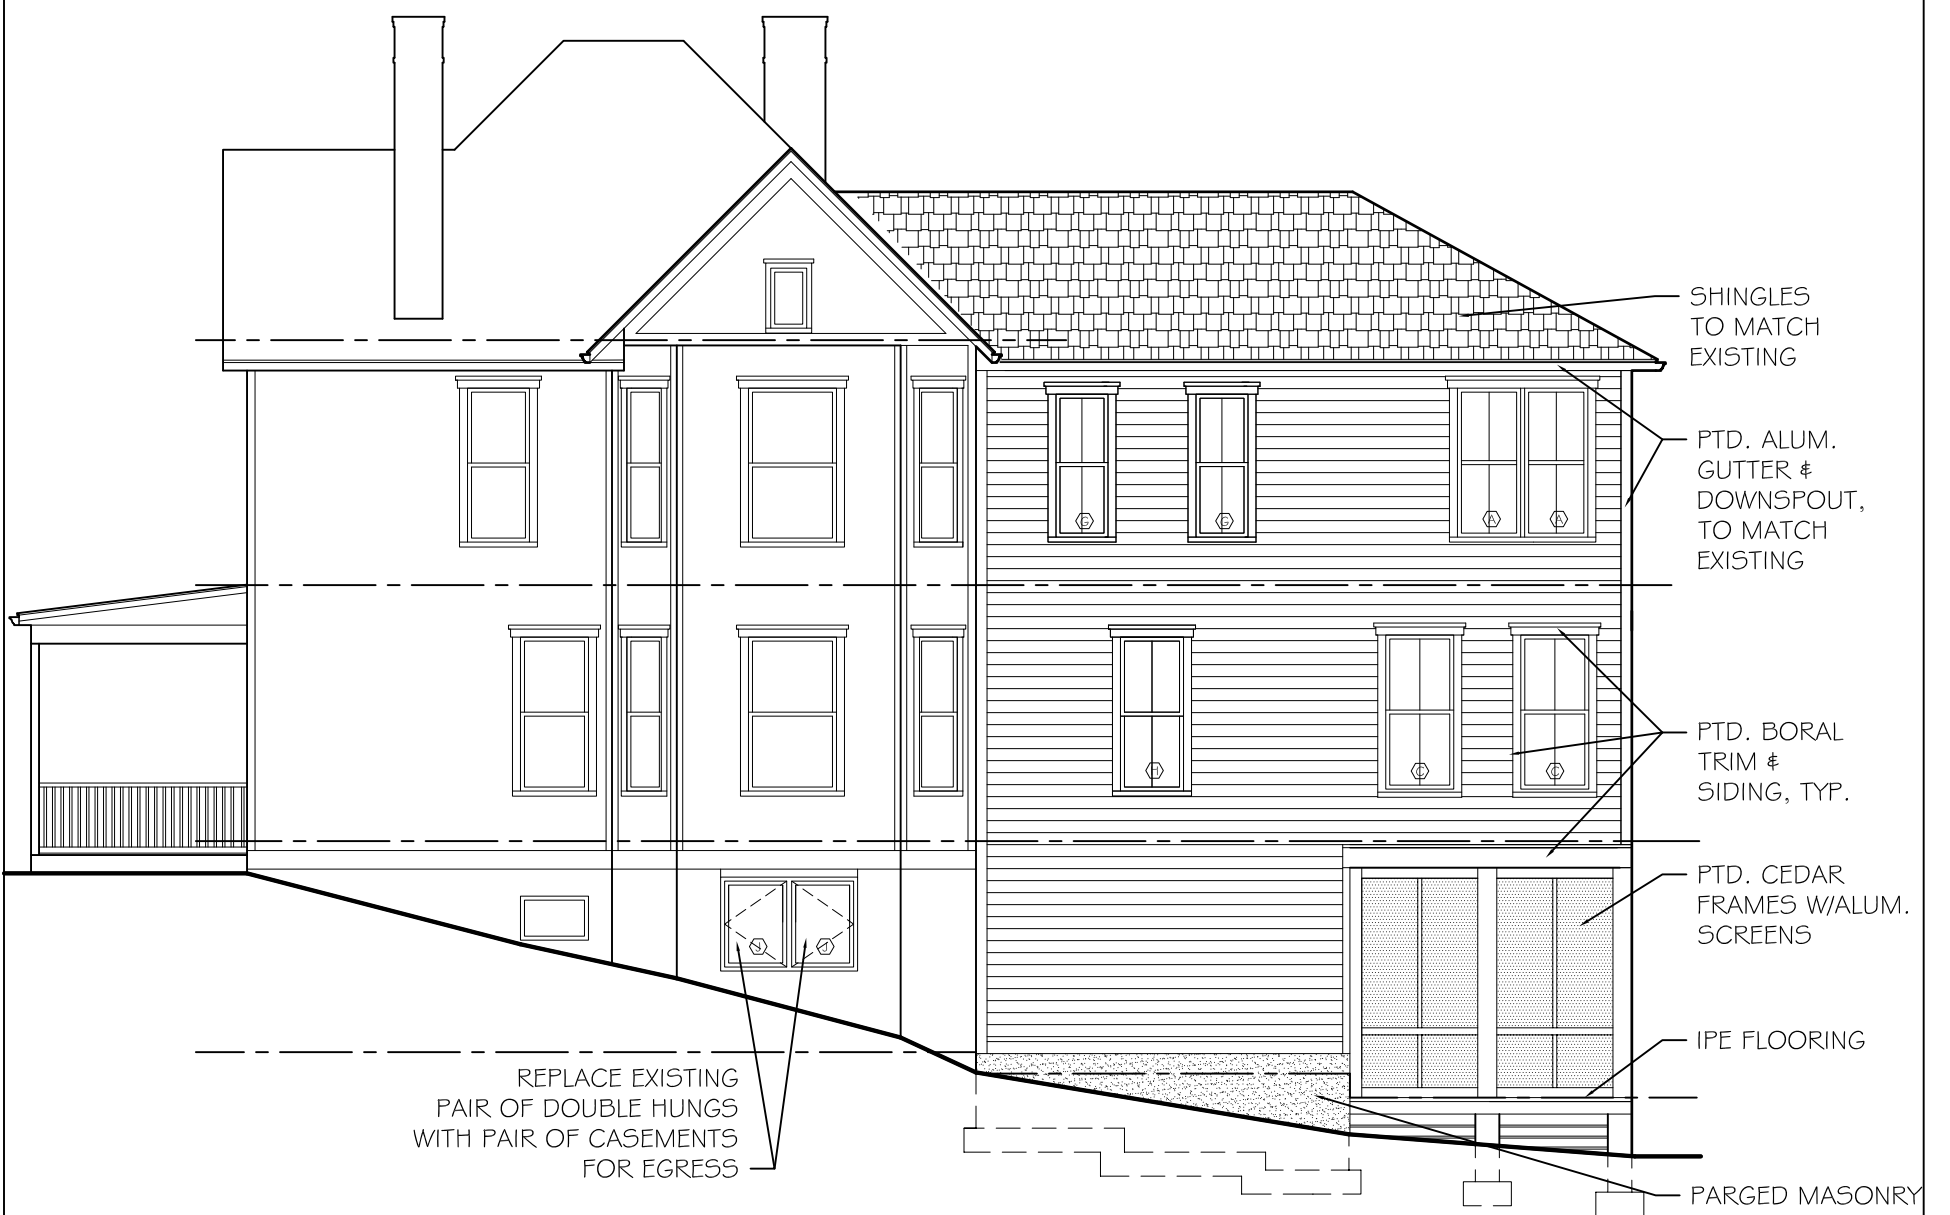 SHINGLES
TO MATCH
EXISTING
PTD. ALUM.
GUTTER &
DOWNSPOUT,
TO MATCH
EXISTING
G
G
A
A
PTD. BORAL
TRIM &
SIDING, TYP.
H
C
C
PTD. CEDAR
FRAMES W/ALUM.
SCREENS
J
J
IPE FLOORING
REPLACE EXISTING
PAIR OF DOUBLE HUNGS
WITH PAIR OF CASEMENTS
FOR EGRESS
PARGED MASONRY